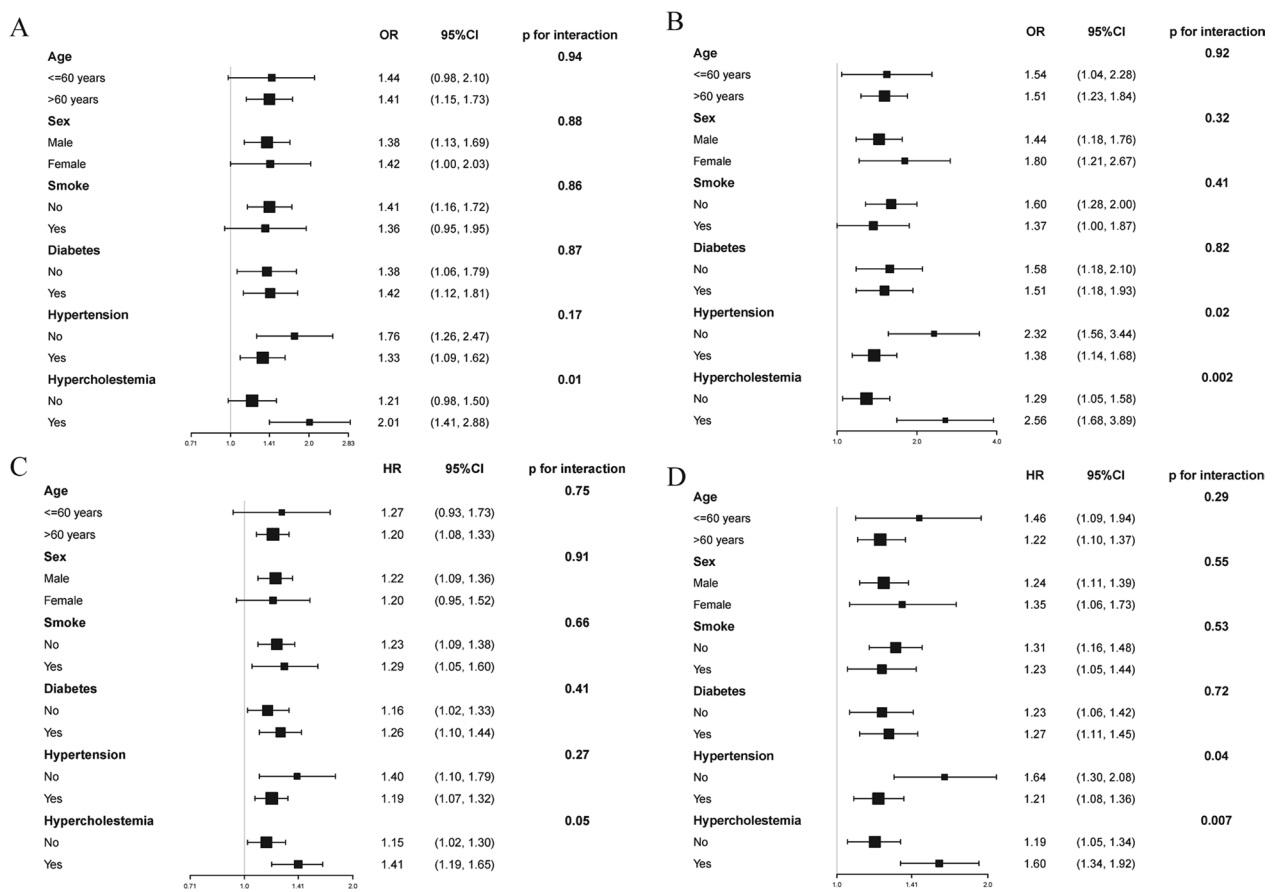 A
OR 95%CI p for interaction
Age 0.94
<=60 years 1.44 (0.98, 2.10)
>60 years 1.41 (1.15, 1.73)
Sex 0.88
Male 1.38 (1.13, 1.69)
Female 1.42 (1.00, 2.03)
Smoke 0.86
No 1.41 (1.16, 1.72)
Yes 1.36 (0.95, 1.95)
Diabetes 0.87
No 1.38 (1.06, 1.79)
Yes 1.42 (1.12, 1.81)
Hypertension 0.17
No 1.76 (1.26, 2.47)
Yes 1.33 (1.09, 1.62)
Hypercholestemia 0.01
No 1.21 (0.98, 1.50)
Yes 2.01 (1.41, 2.88)
0.71 1.0 1.41 2.0 2.83
B
OR 95%CI p for interaction
Age 0.92
<=60 years 1.54 (1.04, 2.28)
>60 years 1.51 (1.23, 1.84)
Sex 0.32
Male 1.44 (1.18, 1.76)
Female 1.80 (1.21, 2.67)
Smoke 0.41
No 1.60 (1.28, 2.00)
Yes 1.37 (1.00, 1.87)
Diabetes 0.82
No 1.58 (1.18, 2.10)
Yes 1.51 (1.18, 1.93)
Hypertension 0.02
No 2.32 (1.56, 3.44)
Yes 1.38 (1.14, 1.68)
Hypercholestemia 0.002
No 1.29 (1.05, 1.58)
Yes 2.56 (1.68, 3.89)
1.0 2.0 4.0
C
HR 95%CI p for interaction
Age 0.75
<=60 years 1.27 (0.93, 1.73)
>60 years 1.20 (1.08, 1.33)
Sex 0.91
Male 1.22 (1.09, 1.36)
Female 1.20 (0.95, 1.52)
Smoke 0.66
No 1.23 (1.09, 1.38)
Yes 1.29 (1.05, 1.60)
Diabetes 0.41
No 1.16 (1.02, 1.33)
Yes 1.26 (1.10, 1.44)
Hypertension 0.27
No 1.40 (1.10, 1.79)
Yes 1.19 (1.07, 1.32)
Hypercholestemia 0.05
No 1.15 (1.02, 1.30)
Yes 1.41 (1.19, 1.65)
0.71 1.0 1.41 2.0
D
HR 95%CI p for interaction
Age 0.29
<=60 years 1.46 (1.09, 1.94)
>60 years 1.22 (1.10, 1.37)
Sex 0.55
Male 1.24 (1.11, 1.39)
Female 1.35 (1.06, 1.73)
Smoke 0.53
No 1.31 (1.16, 1.48)
Yes 1.23 (1.05, 1.44)
Diabetes 0.72
No 1.23 (1.06, 1.42)
Yes 1.27 (1.11, 1.45)
Hypertension 0.04
No 1.64 (1.30, 2.08)
Yes 1.21 (1.08, 1.36)
Hypercholestemia 0.007
No 1.19 (1.05, 1.34)
Yes 1.60 (1.34, 1.92)
1.0 1.41 2.0